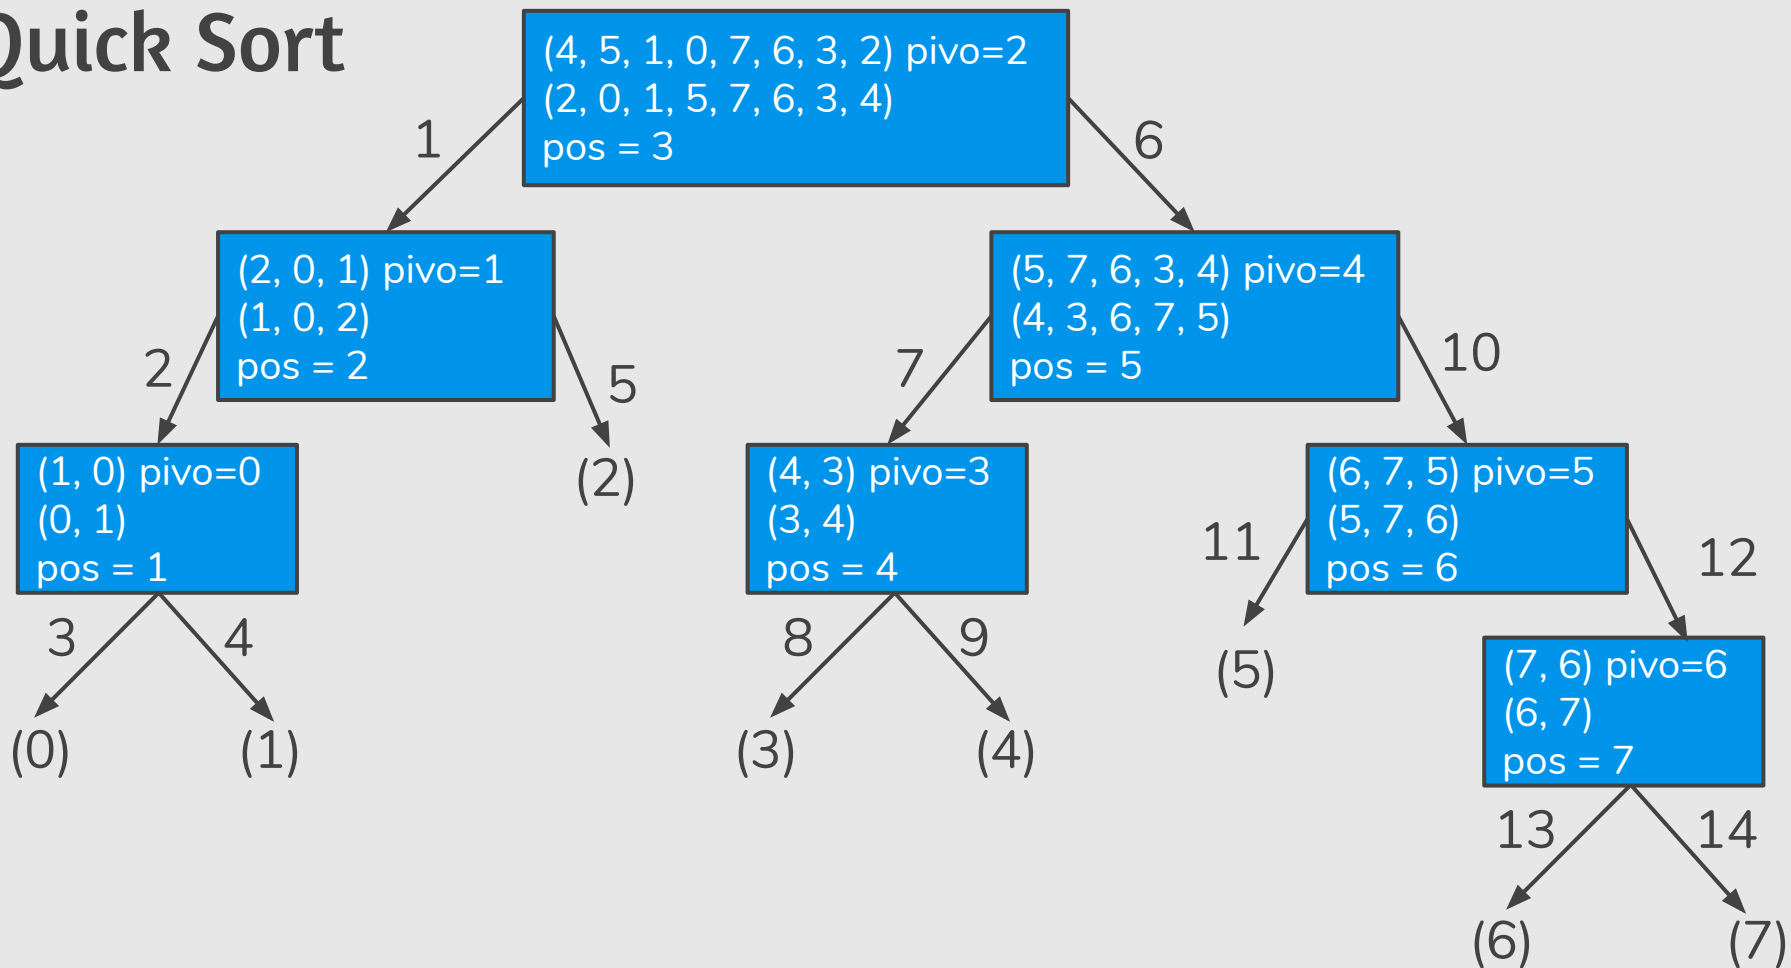 Quick Sort
(4, 5, 1, 0, 7, 6, 3, 2) pivo=2
(2, 0, 1, 5, 7, 6, 3, 4)
pos = 3
1
6
(2, 0, 1) pivo=1
(1, 0, 2)
pos = 2
(5, 7, 6, 3, 4) pivo=4
(4, 3, 6, 7, 5)
pos = 5
2
5
7
10
(1, 0) pivo=0
(0, 1)
pos = 1
(2)
(4, 3) pivo=3
(3, 4)
pos = 4
(6, 7, 5) pivo=5
(5, 7, 6)
pos = 6
3
4
8
9
11
12
(0)
(1)
(3)
(4)
(5)
(7, 6) pivo=6
(6, 7)
pos = 7
13
14
(6)
(7)